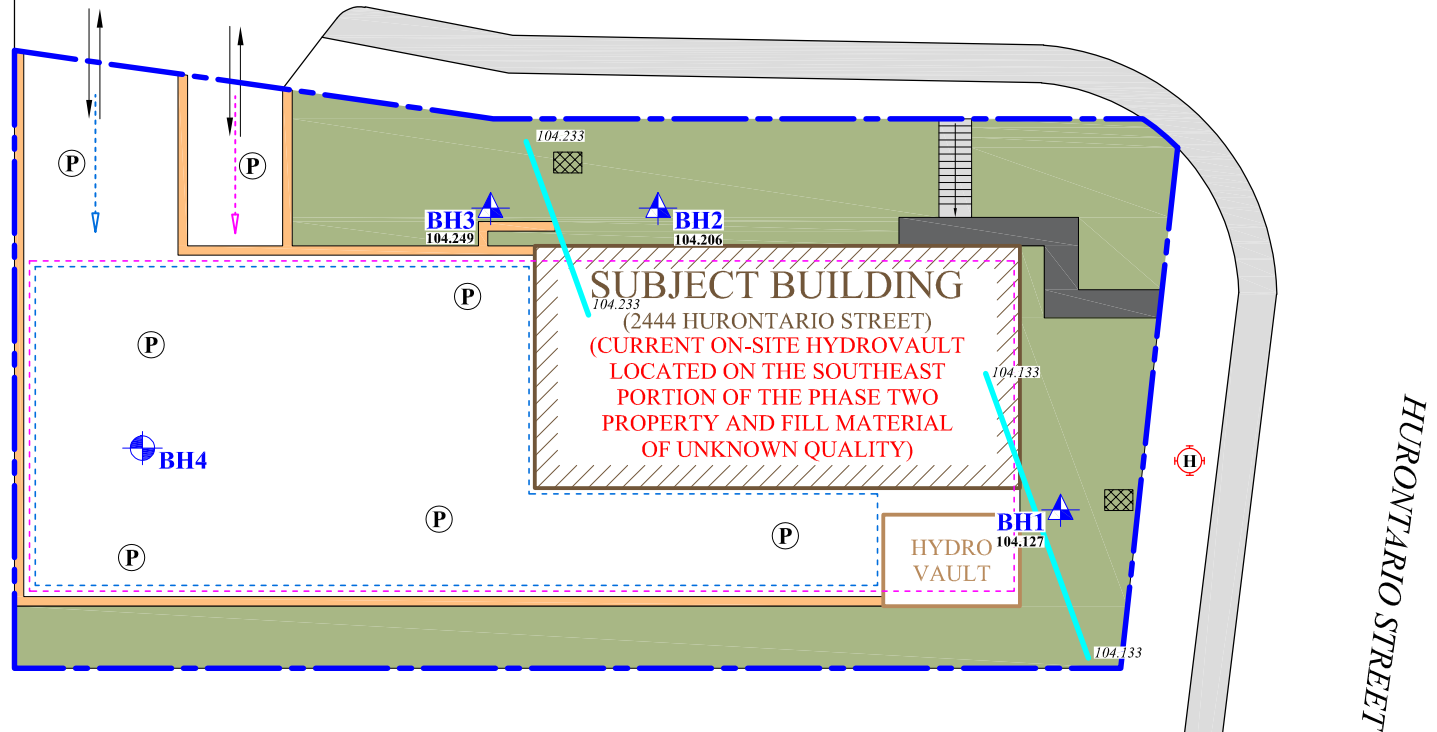 104.233
P
P
BH3
104.249
BH2
104.206
P
SUBJECT BUILDING
104.233
(2444 HURONTARIO STREET)
(CURRENT ON-SITE HYDROVAULT
LOCATED ON THE SOUTHEAST
PORTION OF THE PHASE TWO
PROPERTY AND FILL MATERIAL
OF UNKNOWN QUALITY)
P
104.133
BH4
H
HURONTARIO STREET
P
P
P
BH1
104.127
HYDRO
VAULT
104.133